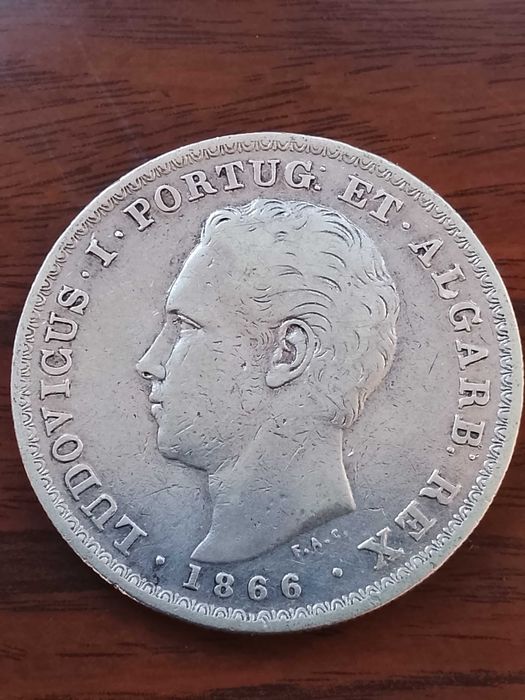 LUDOVICUS · I · PORTUG: ET · ALGARB · REX
· 1866 ·
F.A.C.